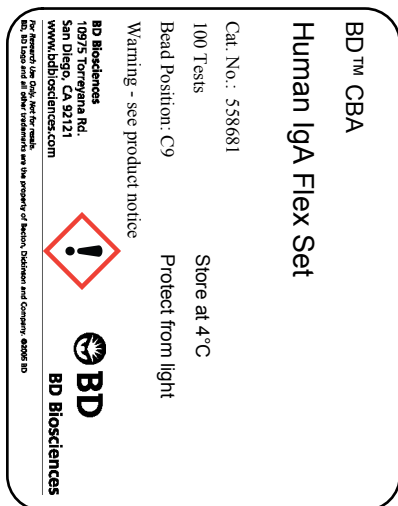 BD™ CBA
Human IgA Flex Set
Cat. No.: 558681
100 Tests
Store at 4°C
Bead Position: C9
Protect from light
Warning - see product notice
BD Biosciences
10975 Torreyana Rd.
San Diego, CA 92121
www.bdbiosciences.com
BD
BD Biosciences
For Research Use Only. Not for resale.
BD, BD Logo and all other trademarks are the property of Becton, Dickinson and Company. ©2005 BD